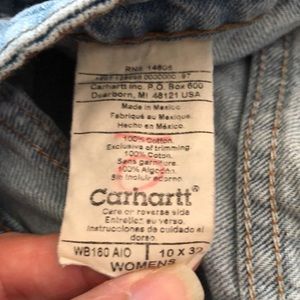 RN# 14806
Carhartt Inc. P.O. Box 600
Dearborn, MI 48121 USA
Made in Mexico
Fabriqué au Mexique
Hecho en México
100% Cotton.
Exclusive of trimming
100% Coton.
Sans garniture.
100% Algodón.
Sin incluir adorno.
Carhartt®
Care on reverse side
Entretien au verso.
Instrucciones de cuidado al
dorso.
WB160 AIO 10 X 32
WOMENS